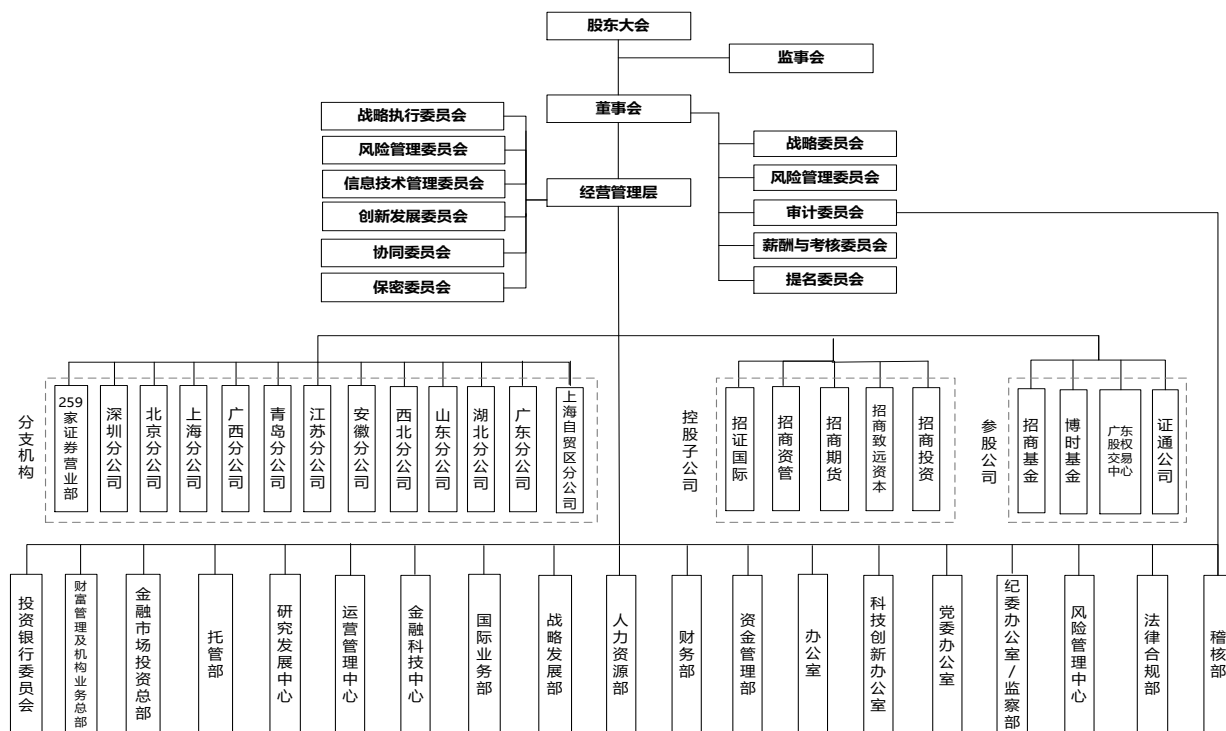 股东大会
监事会
董事会
战略执行委员会
风险管理委员会
信息技术管理委员会
创新发展委员会
协同委员会
保密委员会
经营管理层
战略委员会
风险管理委员会
审计委员会
薪酬与考核委员会
提名委员会
分支机构
259
家证券营业部
深圳分公司
北京分公司
上海分公司
广西分公司
青岛分公司
江苏分公司
安徽分公司
西北分公司
山东分公司
湖北分公司
广东分公司
上海自贸区分公司
控股子公司
招证国际
招商资管
招商期货
招商致远资本
招商投资
参股公司
招商基金
博时基金
广东
股权
交易
中心
证通公司
投资银行委员会
财富管理及机构业务总部
金融市场投资总部
托管部
研究发展中心
运营管理中心
金融科技中心
国际业务部
战略发展部
人力资源部
财务部
资金管理部
办公室
科技创新办公室
党委办公室
纪委办公室/监察部
风险管理中心
法律合规部
稽核部